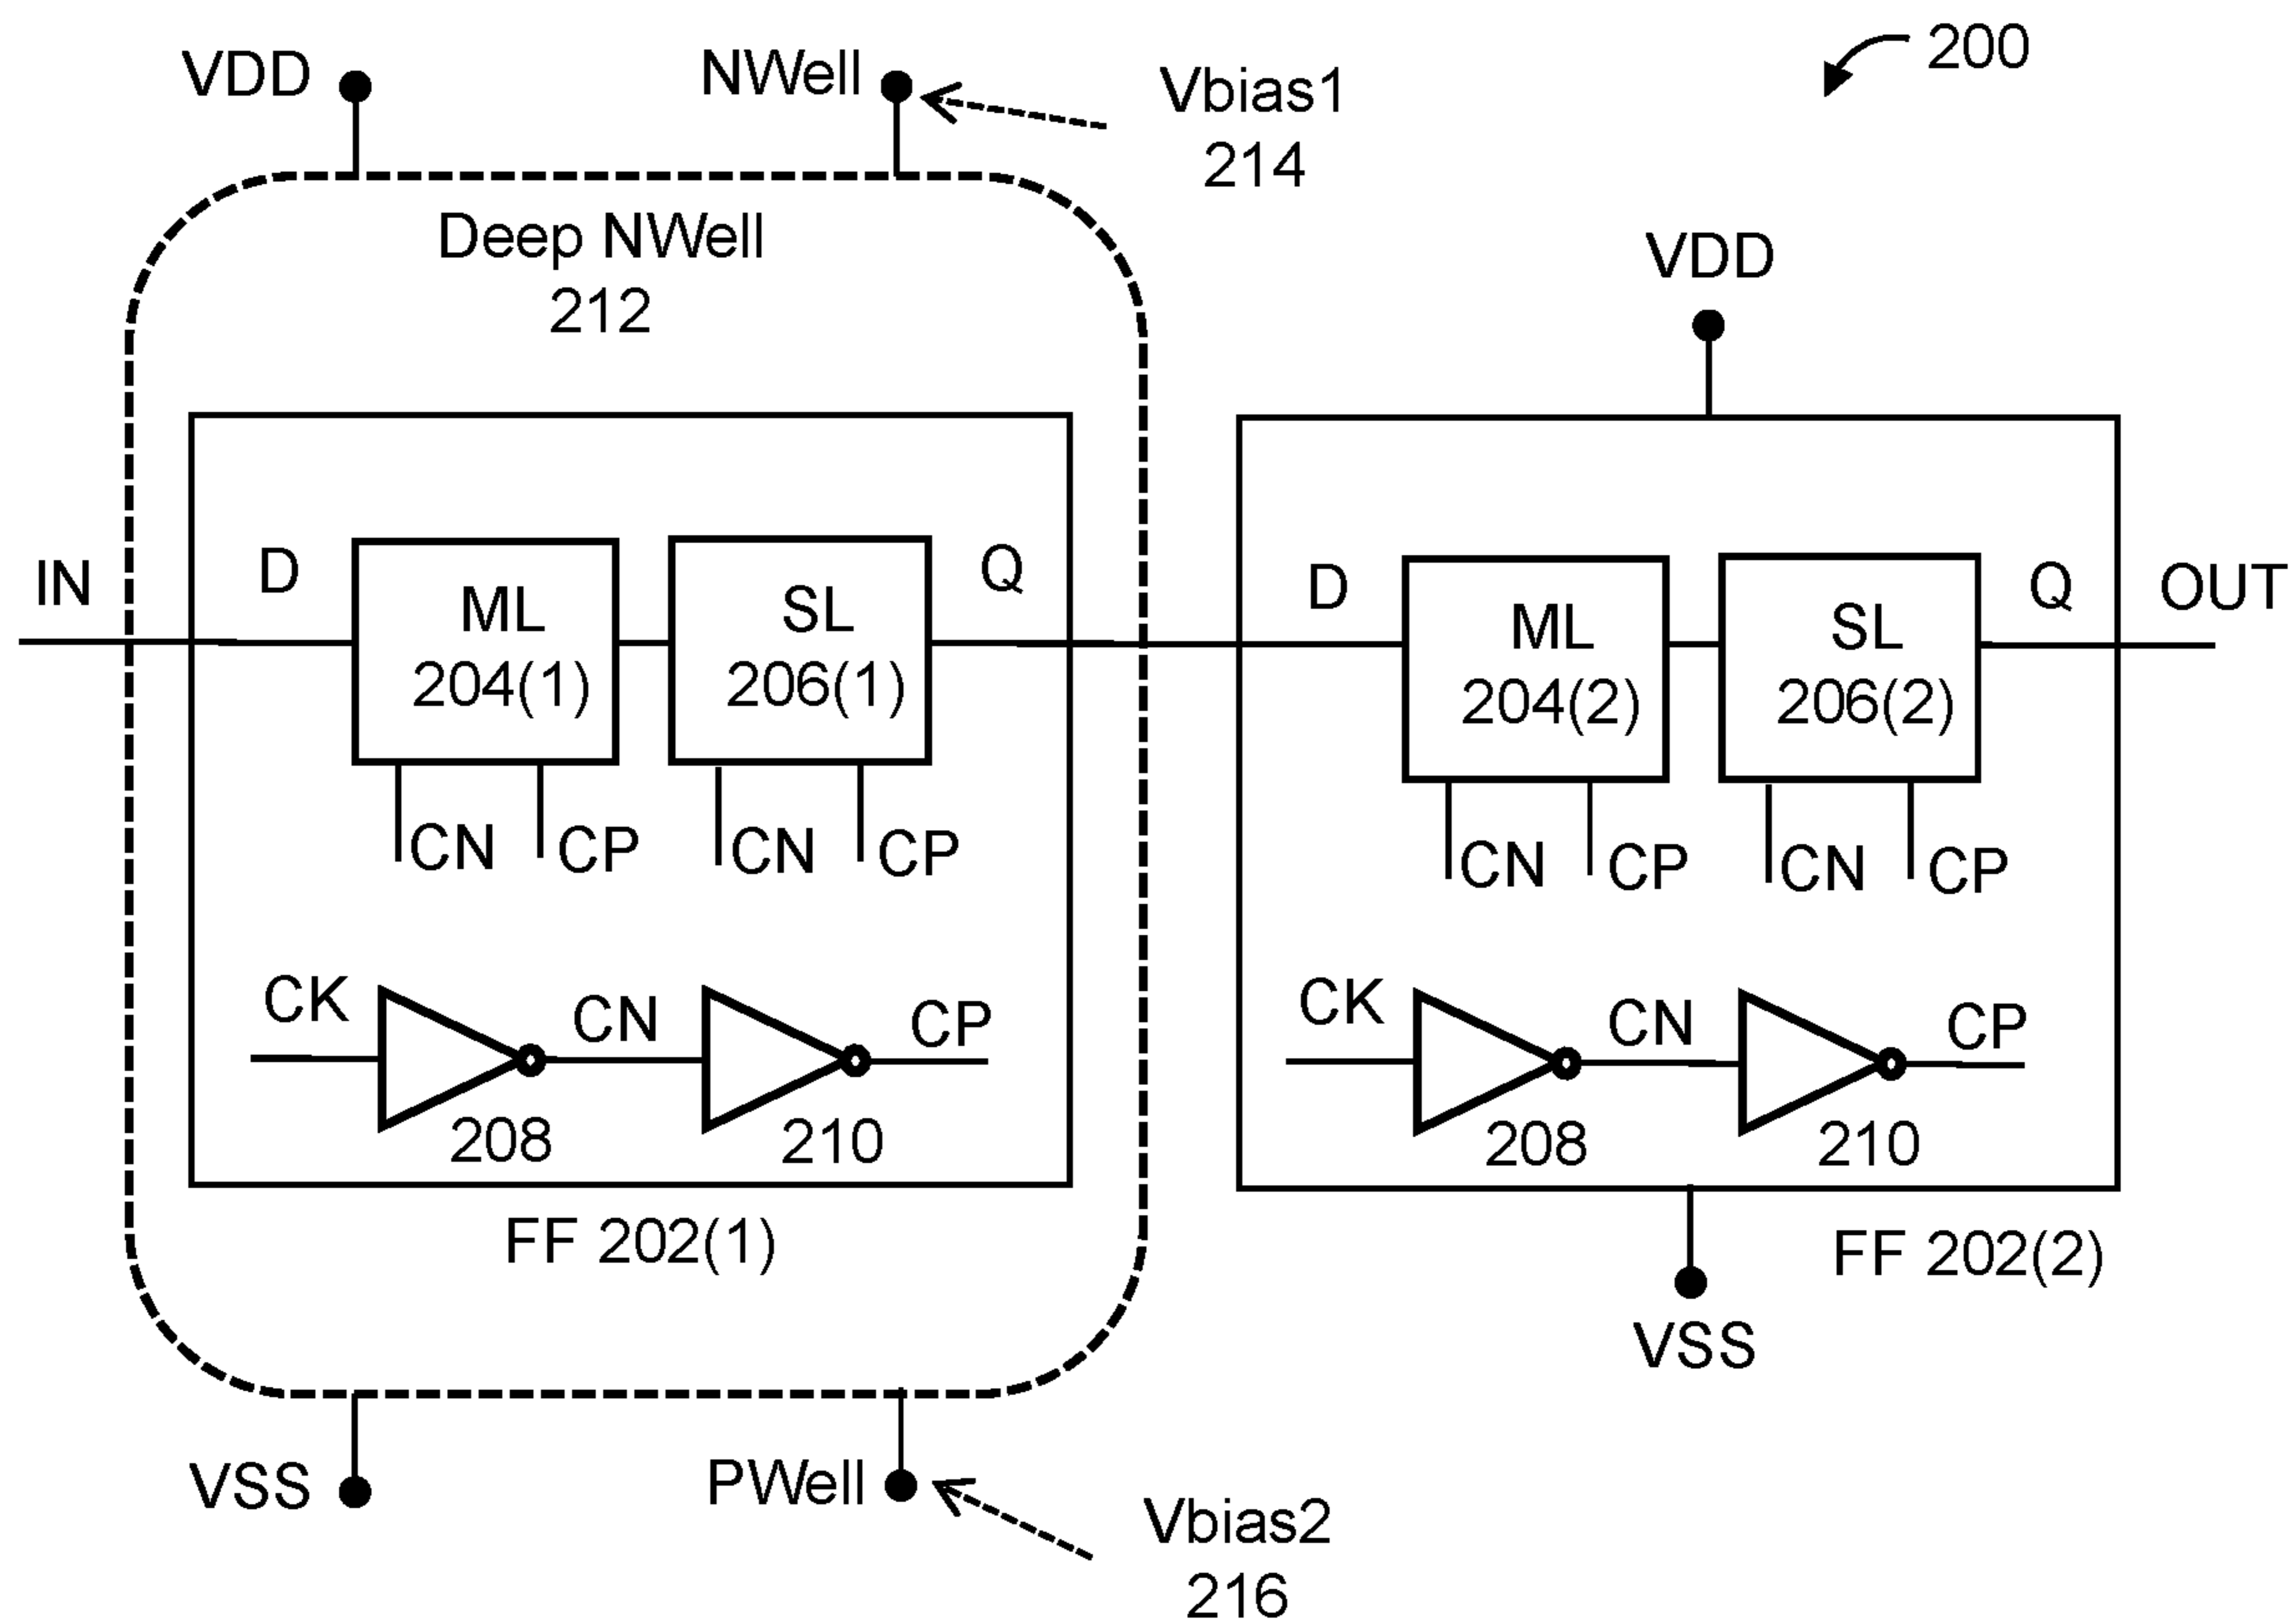 200
VDD
NWell
Vbias1
214
Deep NWell
212
VDD
IN
D
ML
204(1)
SL
206(1)
Q
D
ML
204(2)
SL
206(2)
Q
OUT
CN
CP
CN
CP
CN
CP
CN
CP
CK
CN
CP
208
210
CK
CN
CP
208
210
FF 202(1)
FF 202(2)
VSS
VSS
PWell
Vbias2
216